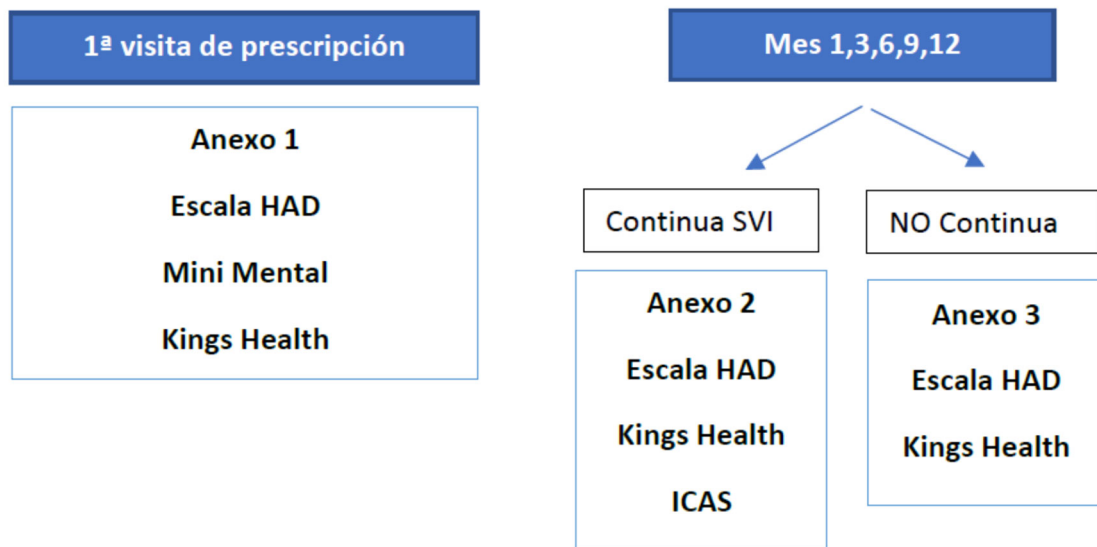 1ª visita de prescripción
Anexo 1
Escala HAD
Mini Mental
Kings Health
Mes 1,3,6,9,12
Continua SVI
NO Continua
Anexo 2
Escala HAD
Kings Health
ICAS
Anexo 3
Escala HAD
Kings Health